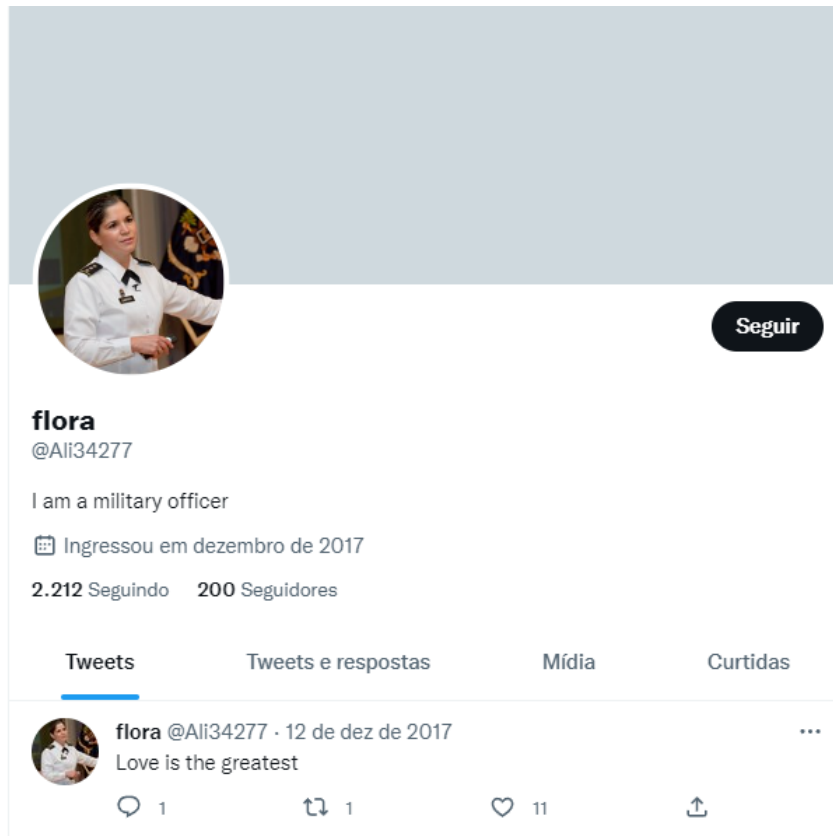 Seguir
flora
@Ali34277
I am a military officer
Ingressou em dezembro de 2017
2.212 Seguindo 200 Seguidores
Tweets Tweets e respostas Mídia Curtidas
flora @Ali34277 · 12 de dez de 2017
Love is the greatest
1 1 11